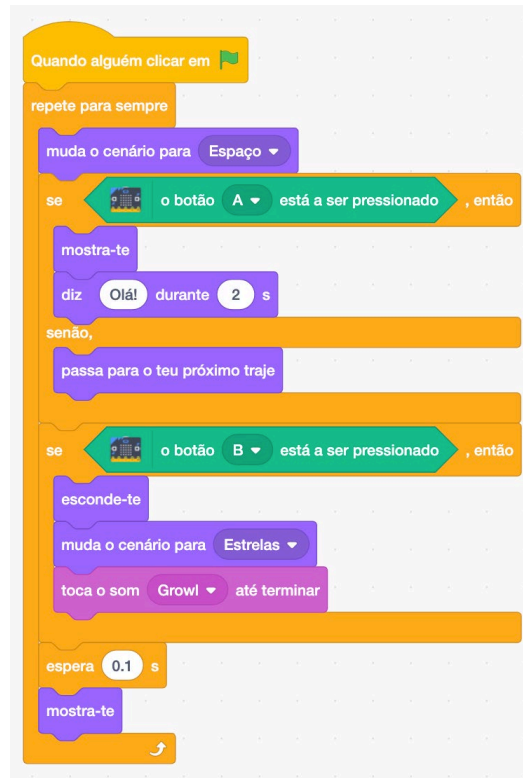 Quando alguém clicar em
repete para sempre
muda o cenário para Espaço
se o botão A está a ser pressionado , então
mostra-te
diz Olá! durante 2 s
senão,
passa para o teu próximo traje
se o botão B está a ser pressionado , então
esconde-te
muda o cenário para Estrelas
toca o som Growl até terminar
espera 0.1 s
mostra-te